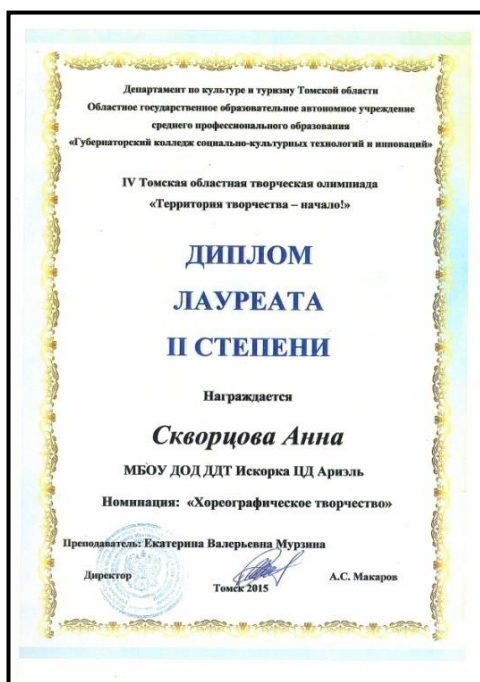 Департамент по культуре и туризму Томской области
Областное государственное образовательное автономное учреждение
среднего профессионального образования
«Губернаторский колледж социально-культурных технологий и инноваций»
IV Томская областная творческая олимпиада
«Территория творчества – начало!»
ДИПЛОМ
ЛАУРЕАТА
II СТЕПЕНИ
Награждается
Скворцова Анна
МБОУ ДОД ДДТ Искорка ЦД Ариэль
Номинация: «Хореографическое творчество»
Преподаватель: Екатерина Валерьевна Мурзина
Директор А.С. Макаров
Томск 2015